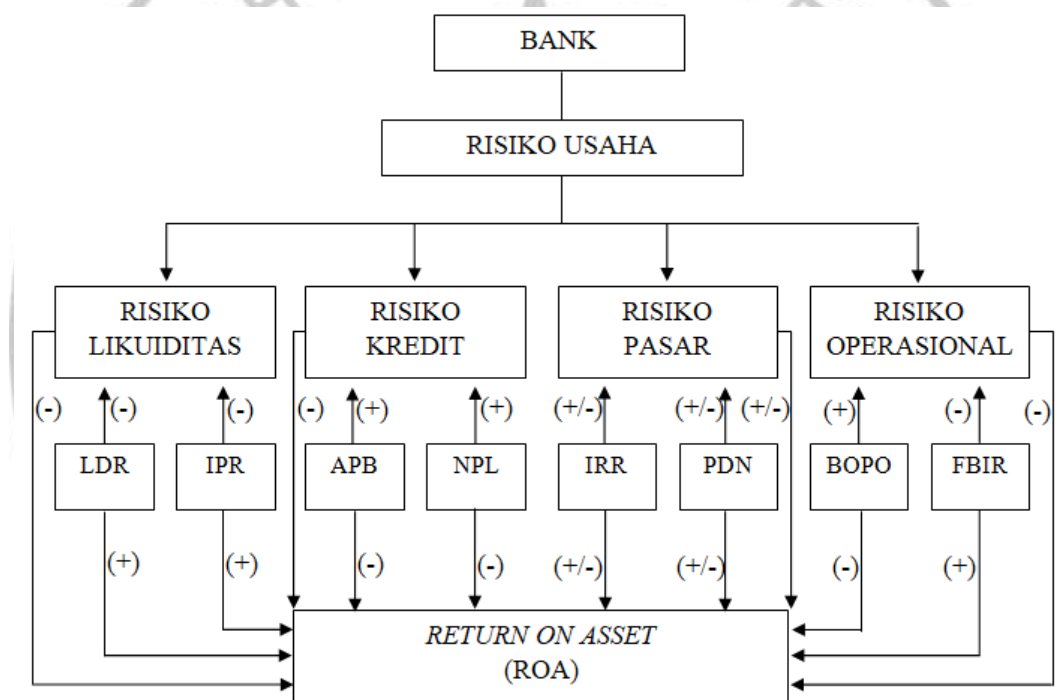 BANK
RISIKO USAHA
RISIKO
LIKUIDITAS
RISIKO
KREDIT
RISIKO
PASAR
RISIKO
OPERASIONAL
(-) (-) (-) (-) (+) (+) (+/-) (+/-) (+/-) (+) (-) (-)
LDR IPR APB NPL IRR PDN BOPO FBIR
(+) (+) (-) (-) (+/-) (+/-) (-) (+)
RETURN ON ASSET
(ROA)